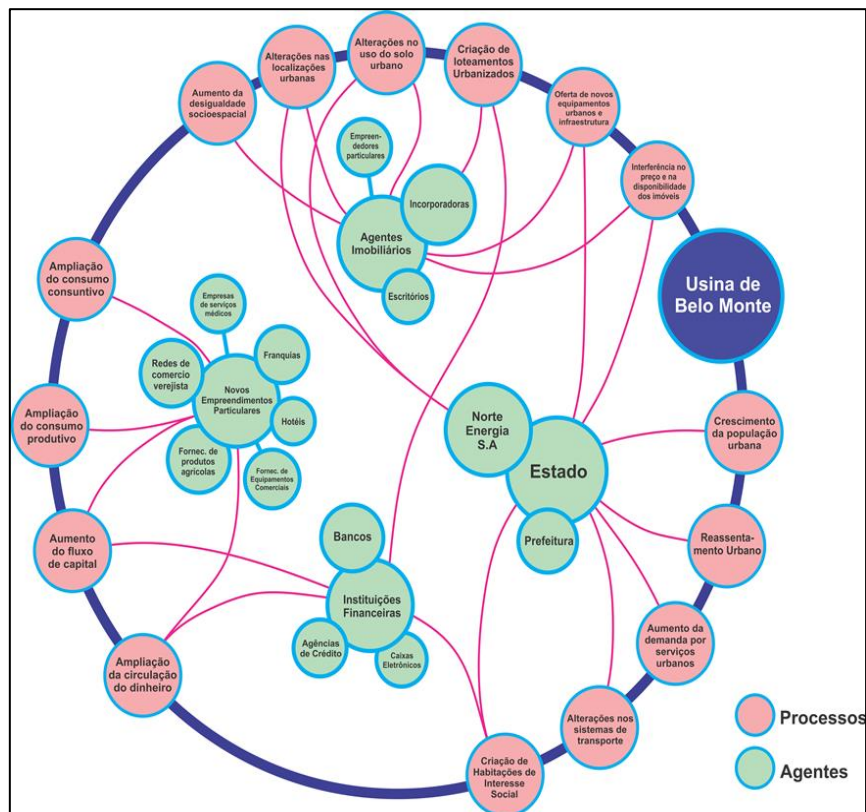 Alterações no
uso do solo
urbano
Criação de
loteamentos
Urbanizados
Alterações nas
localizações
urbanas
Oferta de novos
equipamentos
urbanos e
infraestrutura
Aumento da
desigualdade
socioespacial
Interferência no
preço e na
disponibilidade
dos imóveis
Empreen-
dedores
particulares
Incorporadoras
Agentes
Imobiliários
Escritórios
Usina de
Belo Monte
Ampliação
do consumo
consuntivo
Empresas
de serviços
médicos
Franquias
Redes de
comercio
verejista
Novos
Empreendimentos
Particulares
Hotéis
Fornec. de
produtos
agrícolas
Fornec. de
Equipamentos
Comerciais
Ampliação
do consumo
produtivo
Norte
Energia
S.A
Estado
Prefeitura
Crescimento
da população
urbana
Reassenta-
mento Urbano
Aumento
do fluxo
de capital
Bancos
Instituições
Financeiras
Agências
de Crédito
Caixas
Eletrônicos
Aumento da
demanda por
serviços
urbanos
Ampliação
da circulação
do dinheiro
Alterações nos
sistemas de
transporte
Criação de
Habitações de
Interesse
Social
Processos
Agentes